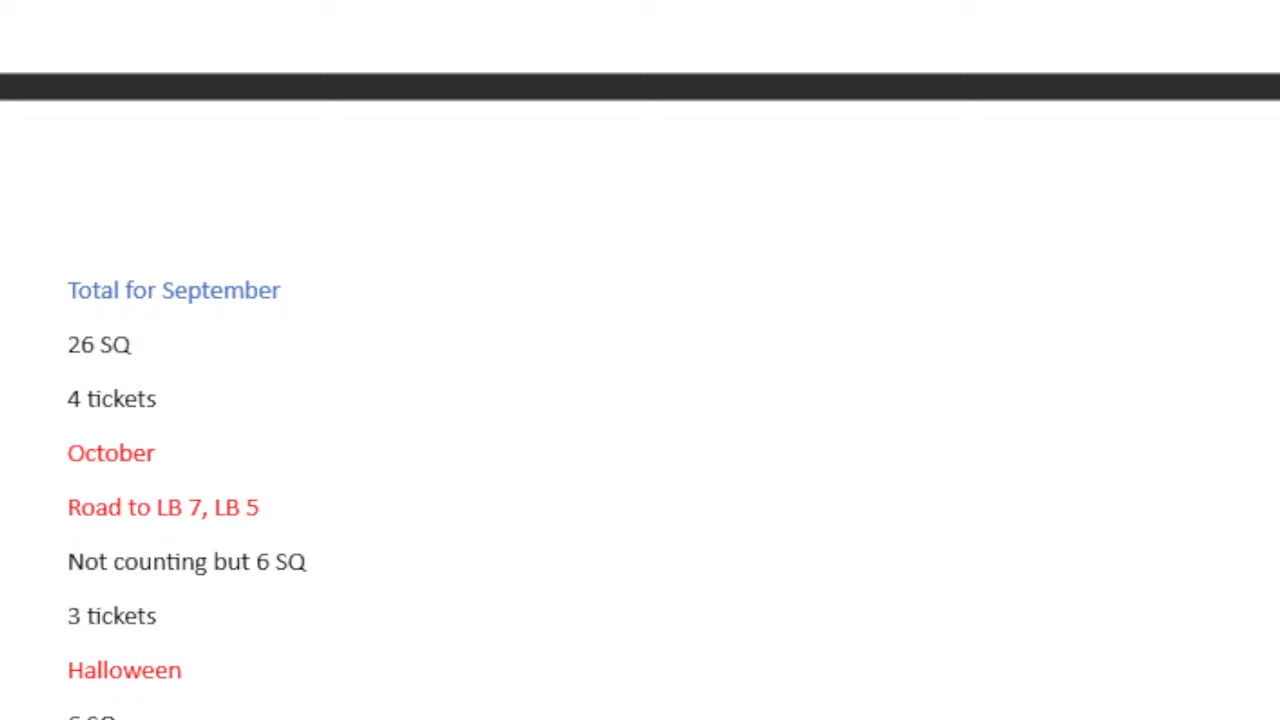 Total for September
26 SQ
4 tickets
October
Road to LB 7, LB 5
Not counting but 6 SQ
3 tickets
Halloween